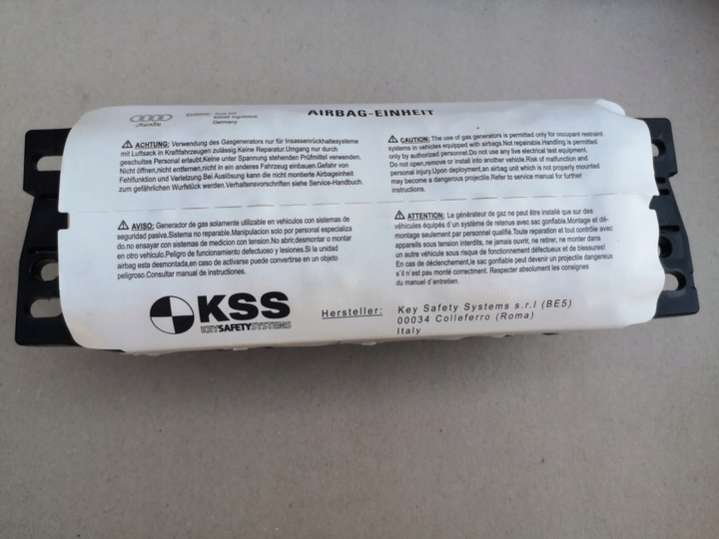 AIRBAG-EINHEIT
Germany
ACHTUNG: Verwendung des Gasgenerators nur für Insassenrückhaltesysteme
mit Luftsack in Kraftfahrzeugen zulässig.Keine Reparatur.Umgang nur durch
geschultes Personal erlaubt.Keine unter Spannung stehenden Prüfmittel verwenden.
Nicht öffnen,nicht entfernen,nicht in ein anderes Fahrzeug einbauen.Gefahr von
Fehlfunktion und Verletzung.Bei Auslösung kann die nicht montierte Airbageinheit
zum gefährlichen Wurfstück werden.Verhaltensvorschriften siehe Service-Handbuch.
CAUTION: The use of gas generators is permitted only for occupant restraint
systems in vehicles equipped with airbags.Not repairable.Handling is permitted
only by authorized personnel.Do not use any live electrical test equipment.
Do not open,remove or install into another vehicle.Risk of malfunction and
personal injury.Upon deployment,an airbag unit which is not properly mounted
may become a dangerous projectile.Refer to service manual for further
instructions.
AVISO: Generador de gas solamente utilizable en vehiculos con sistemas de
seguridad pasiva.Sistema no reparable.Manipulacion solo por personal especializa
do.no ensayar con sistemas de medicion con tension.No abrir,desmontar o montar
en otro vehiculo.Peligro de funcionamiento defectuoso y lesiones.Si la unidad
airbag esta desmontada,en caso de activarse puede convertirse en un objeto
peligroso.Consultar manual de instruciones.
ATTENTION: Le générateur de gaz ne peut être installé que sur des
véhicules équipés d'un système de retenue avec sac gonflable.Montage et dé-
montage seulement par personnel qualifié.Toute reparation et tout contrôle avec
appareils sous tension interdits, ne jamais ouvrir, ne retirer, ne monter dans
un autre véhicule sous risque de fonctionnement défectueux et de blessures!
En cas de déclenchement,le sac gonflable peut devenir un projectile dangereux
s'il n'est pas monté correctement. Respecter absolument les consignes
du manuel d'entretien.
KSS
KEYSAFETYSYSTEMS
Hersteller: Key Safety Systems s.r.l (BE5)
00034 Colleferro (Roma)
Italy